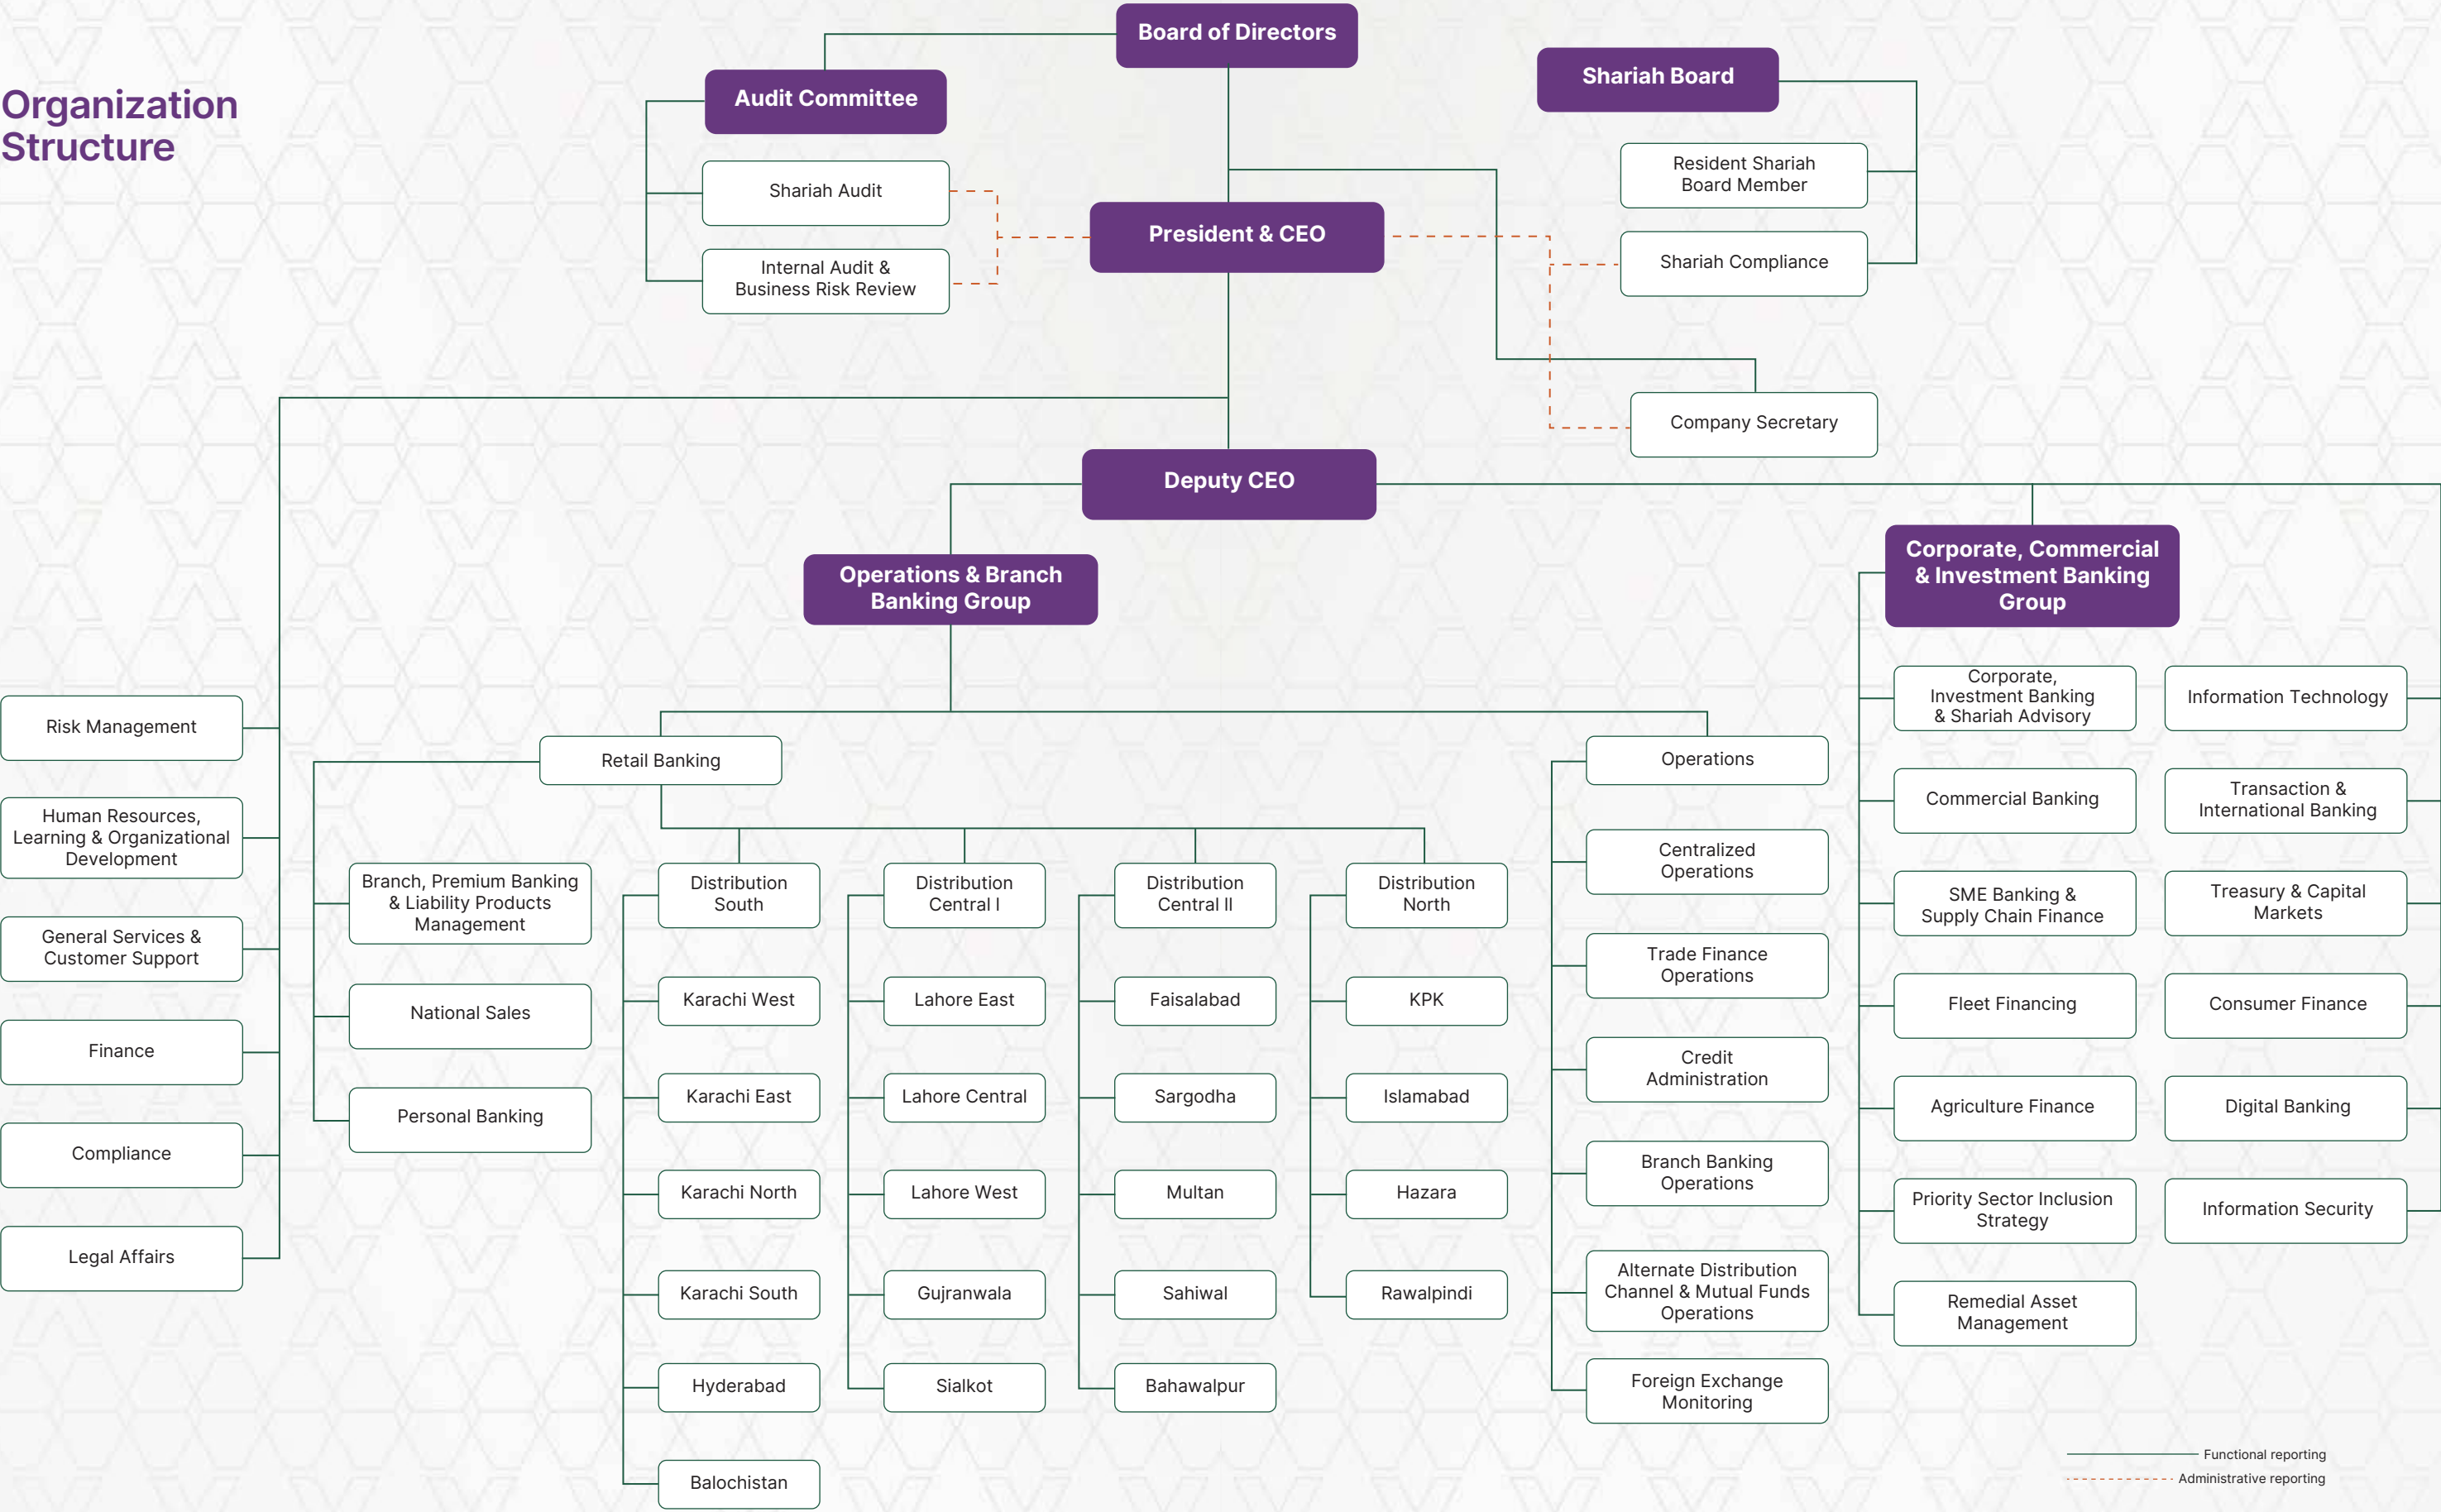 Organization
Structure
Board of Directors
Audit Committee
Shariah Board
Shariah Audit
Internal Audit &
Business Risk Review
President & CEO
Resident Shariah
Board Member
Shariah Compliance
Company Secretary
Deputy CEO
Operations & Branch
Banking Group
Corporate, Commercial
& Investment Banking
Group
Risk Management
Human Resources,
Learning & Organizational
Development
General Services &
Customer Support
Finance
Compliance
Legal Affairs
Retail Banking
Branch, Premium Banking
& Liability Products
Management
National Sales
Personal Banking
Distribution
South
Karachi West
Karachi East
Karachi North
Karachi South
Hyderabad
Balochistan
Distribution
Central I
Lahore East
Lahore Central
Lahore West
Gujranwala
Sialkot
Distribution
Central II
Faisalabad
Sargodha
Multan
Sahiwal
Bahawalpur
Distribution
North
KPK
Islamabad
Hazara
Rawalpindi
Operations
Centralized
Operations
Trade Finance
Operations
Credit
Administration
Branch Banking
Operations
Alternate Distribution
Channel & Mutual Funds
Operations
Foreign Exchange
Monitoring
Corporate,
Investment Banking
& Shariah Advisory
Commercial Banking
SME Banking &
Supply Chain Finance
Fleet Financing
Agriculture Finance
Priority Sector Inclusion
Strategy
Remedial Asset
Management
Information Technology
Transaction &
International Banking
Treasury & Capital
Markets
Consumer Finance
Digital Banking
Information Security
Functional reporting
Administrative reporting